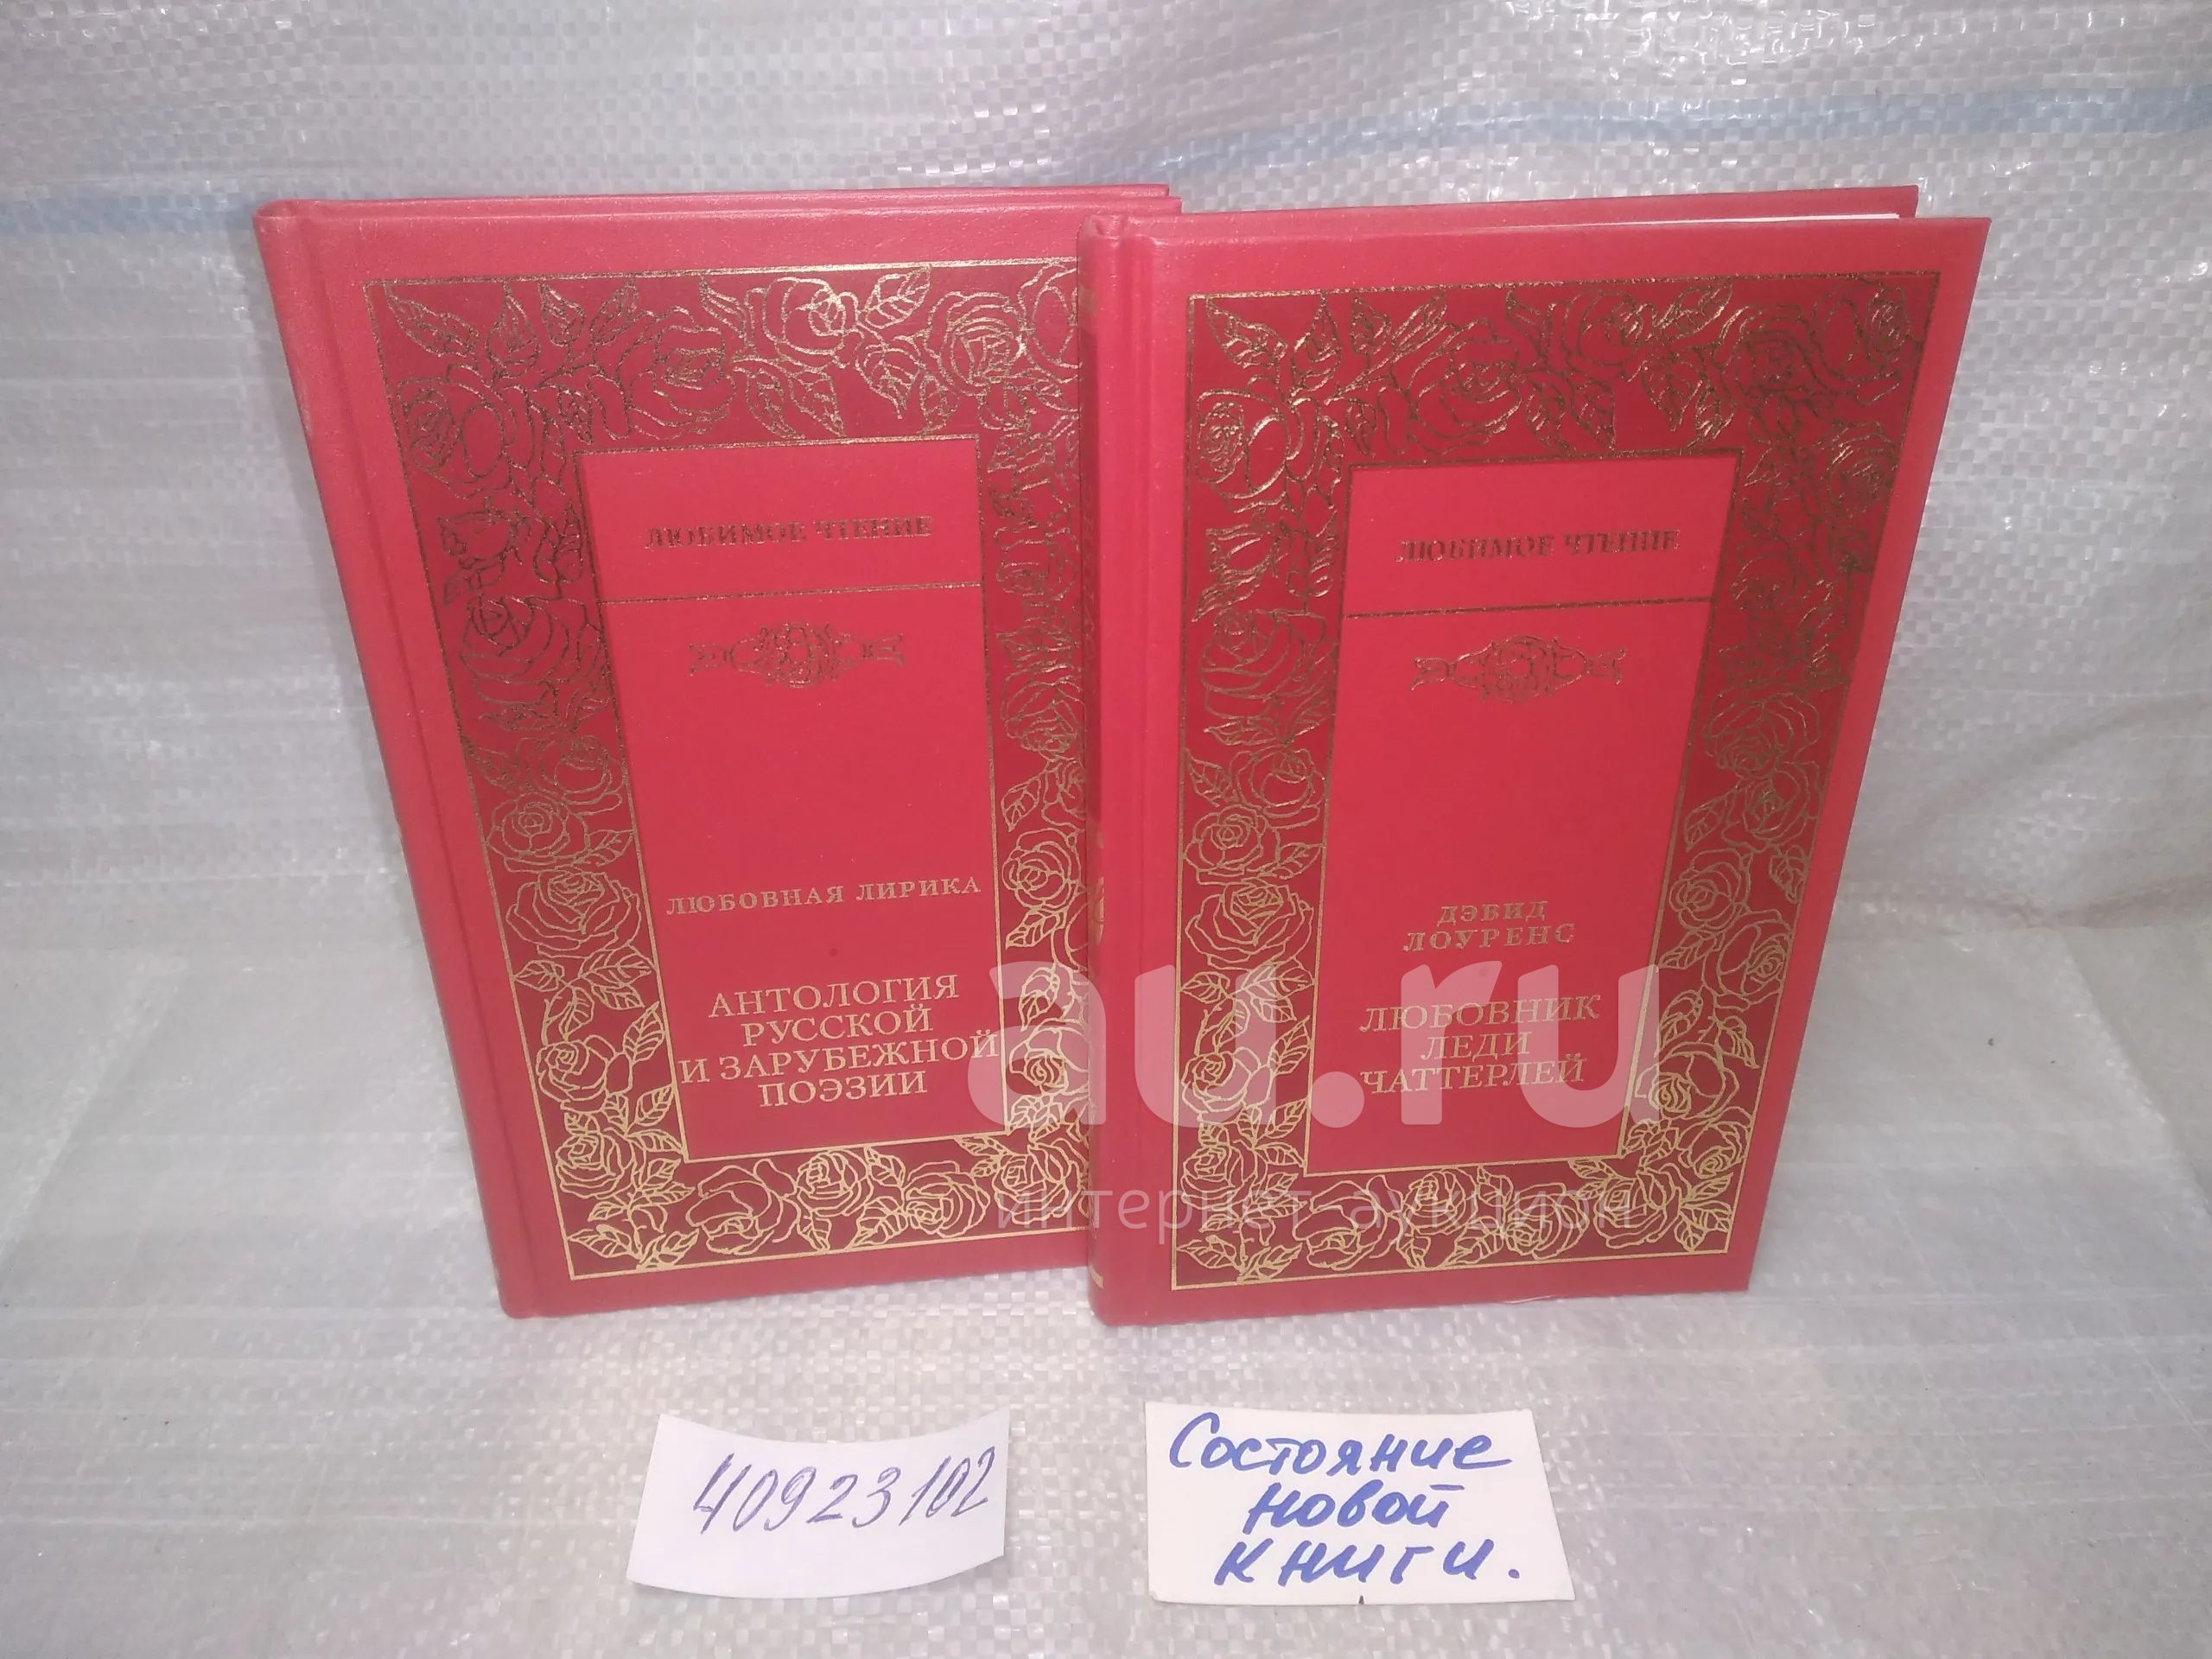 ЛЮБИМОЕ ЧТЕНИЕ
ЛЮБОВНАЯ ЛИРИКА
АНТОЛОГИЯ
РУССКОЙ
И ЗАРУБЕЖНОЙ
ПОЭЗИИ
ЛЮБИМОЕ ЧТЕНИЕ
ДЭВИД
ЛОУРЕНС
ЛЮБОВНИК
ЛЕДИ
ЧАТТЕРЛЕЙ
au.ru
интернет аукцион
40923102
Состояние
новой
книги.